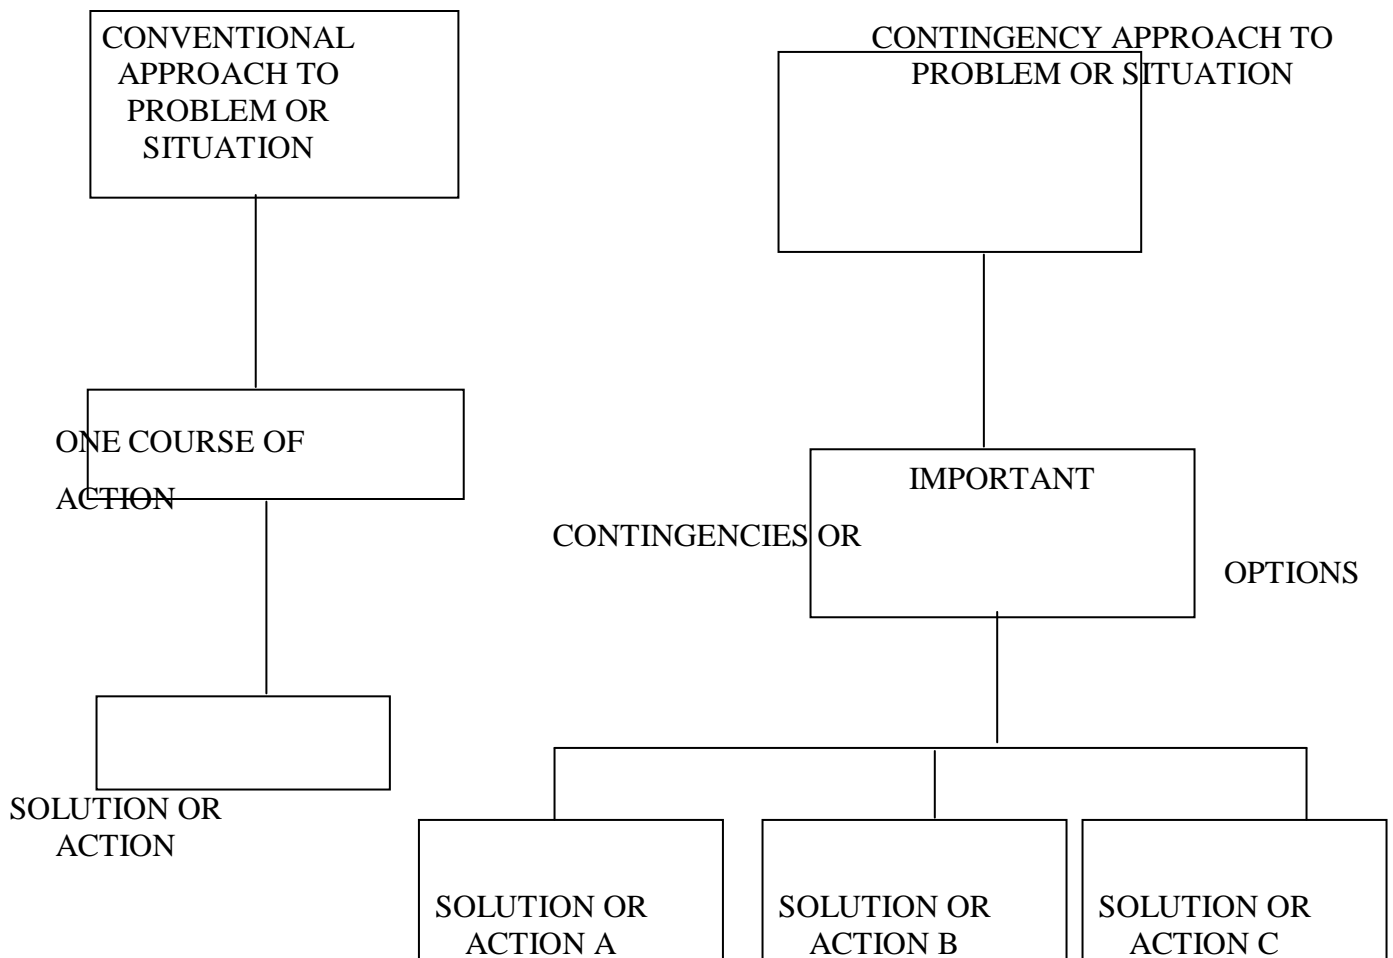 CONVENTIONAL
APPROACH TO
PROBLEM OR
SITUATION
ONE COURSE OF
ACTION
SOLUTION OR
ACTION
CONTINGENCY APPROACH TO
PROBLEM OR SITUATION
IMPORTANT
CONTINGENCIES OR
OPTIONS
SOLUTION OR
ACTION A
SOLUTION OR
ACTION B
SOLUTION OR
ACTION C